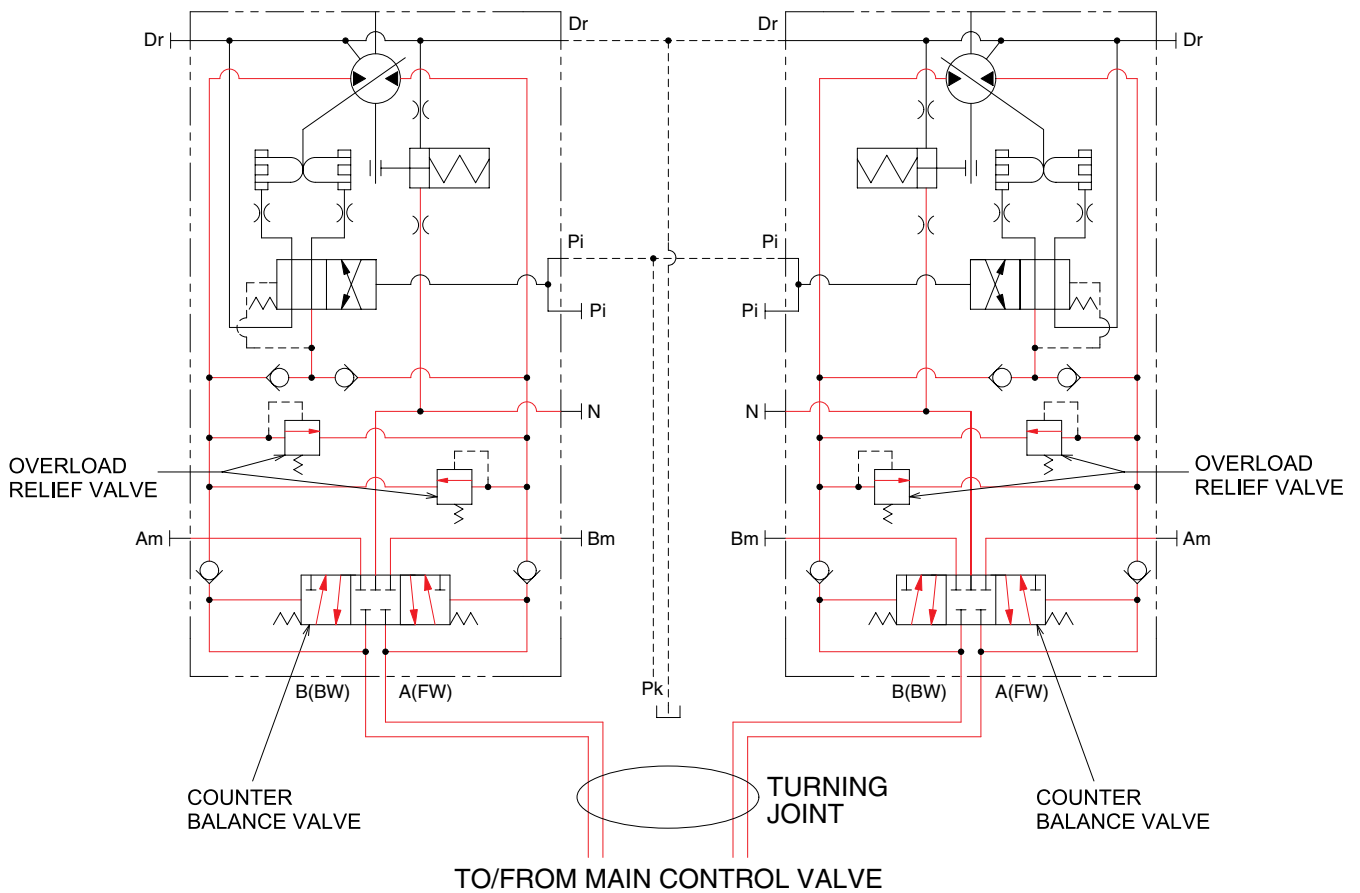 Dr
Dr
Dr
Dr
Pi
Pi
Pi
Pi
N
N
OVERLOAD
RELIEF VALVE
OVERLOAD
RELIEF VALVE
Am
Bm
Bm
Am
B(BW)
A(FW)
Pk
B(BW)
A(FW)
COUNTER
BALANCE VALVE
TURNING
JOINT
COUNTER
BALANCE VALVE
TO/FROM MAIN CONTROL VALVE